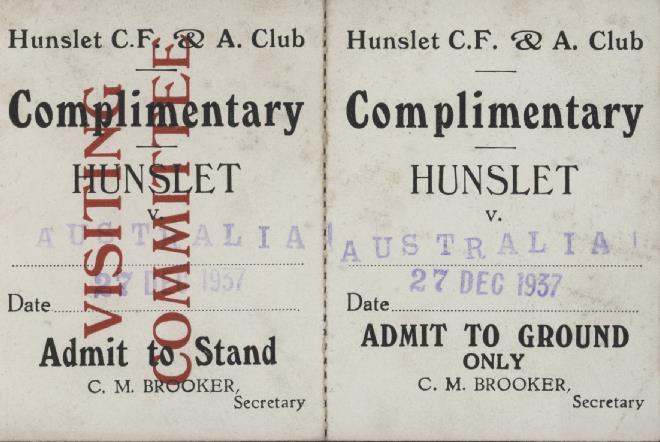 Hunslet C.F. & A. Club
Complimentary
HUNSLET
v.
AUSTRALIA
27 DEC 1937
Date
Admit to Stand
C. M. BROOKER,
Secretary
VISITING
COMMITTEE
Hunslet C.F. & A. Club
Complimentary
HUNSLET
v.
AUSTRALIA
27 DEC 1937
Date
ADMIT TO GROUND
ONLY
C. M. BROOKER,
Secretary